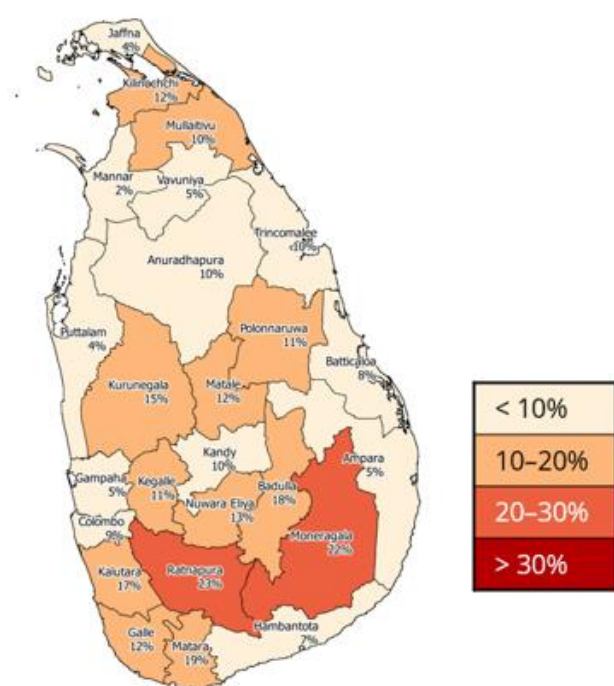 Jaffna
4%
Kilinochchi
12%
Mullaitivu
10%
Mannar
2%
Vavuniya
5%
Trincomalee
10%
Anuradhapura
10%
Puttalam
4%
Polonnaruwa
11%
Batticaloa
8%
Kurunegala
15%
Matale
12%
Kandy
10%
Ampara
5%
Gampaha
5%
Kegalle
11%
Badulla
18%
Nuwara Eliya
13%
Colombo
9%
Moneragala
22%
Ratnapura
23%
Kalutara
17%
Hambantota
7%
Galle
12%
Matara
19%
< 10%
10–20%
20–30%
> 30%